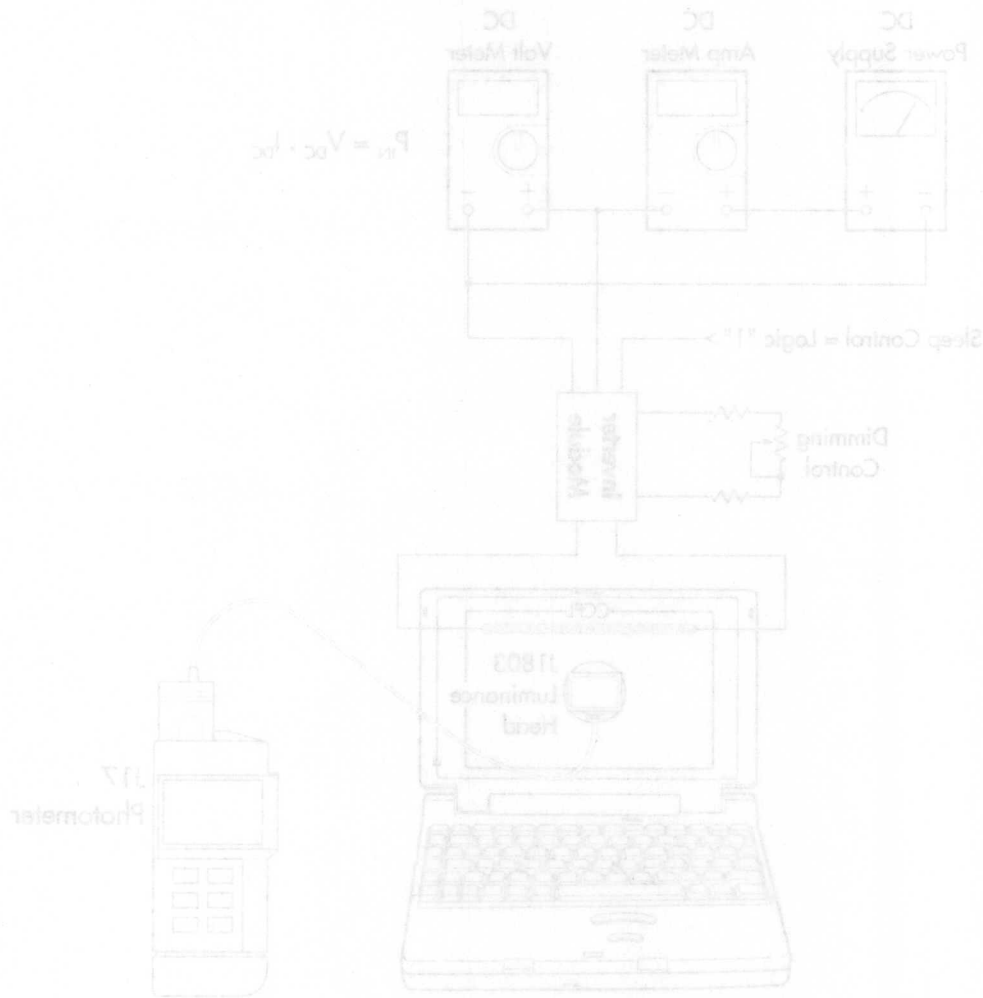 DC
Power Supply
DC
Amp Meter
DC
Volt Meter
P_IN = V_DC · I_DC
Sleep Control = Logic "1"
Inverter
Module
Dimming
Control
CCFL
J1803
Luminance
Head
J17
Photometer